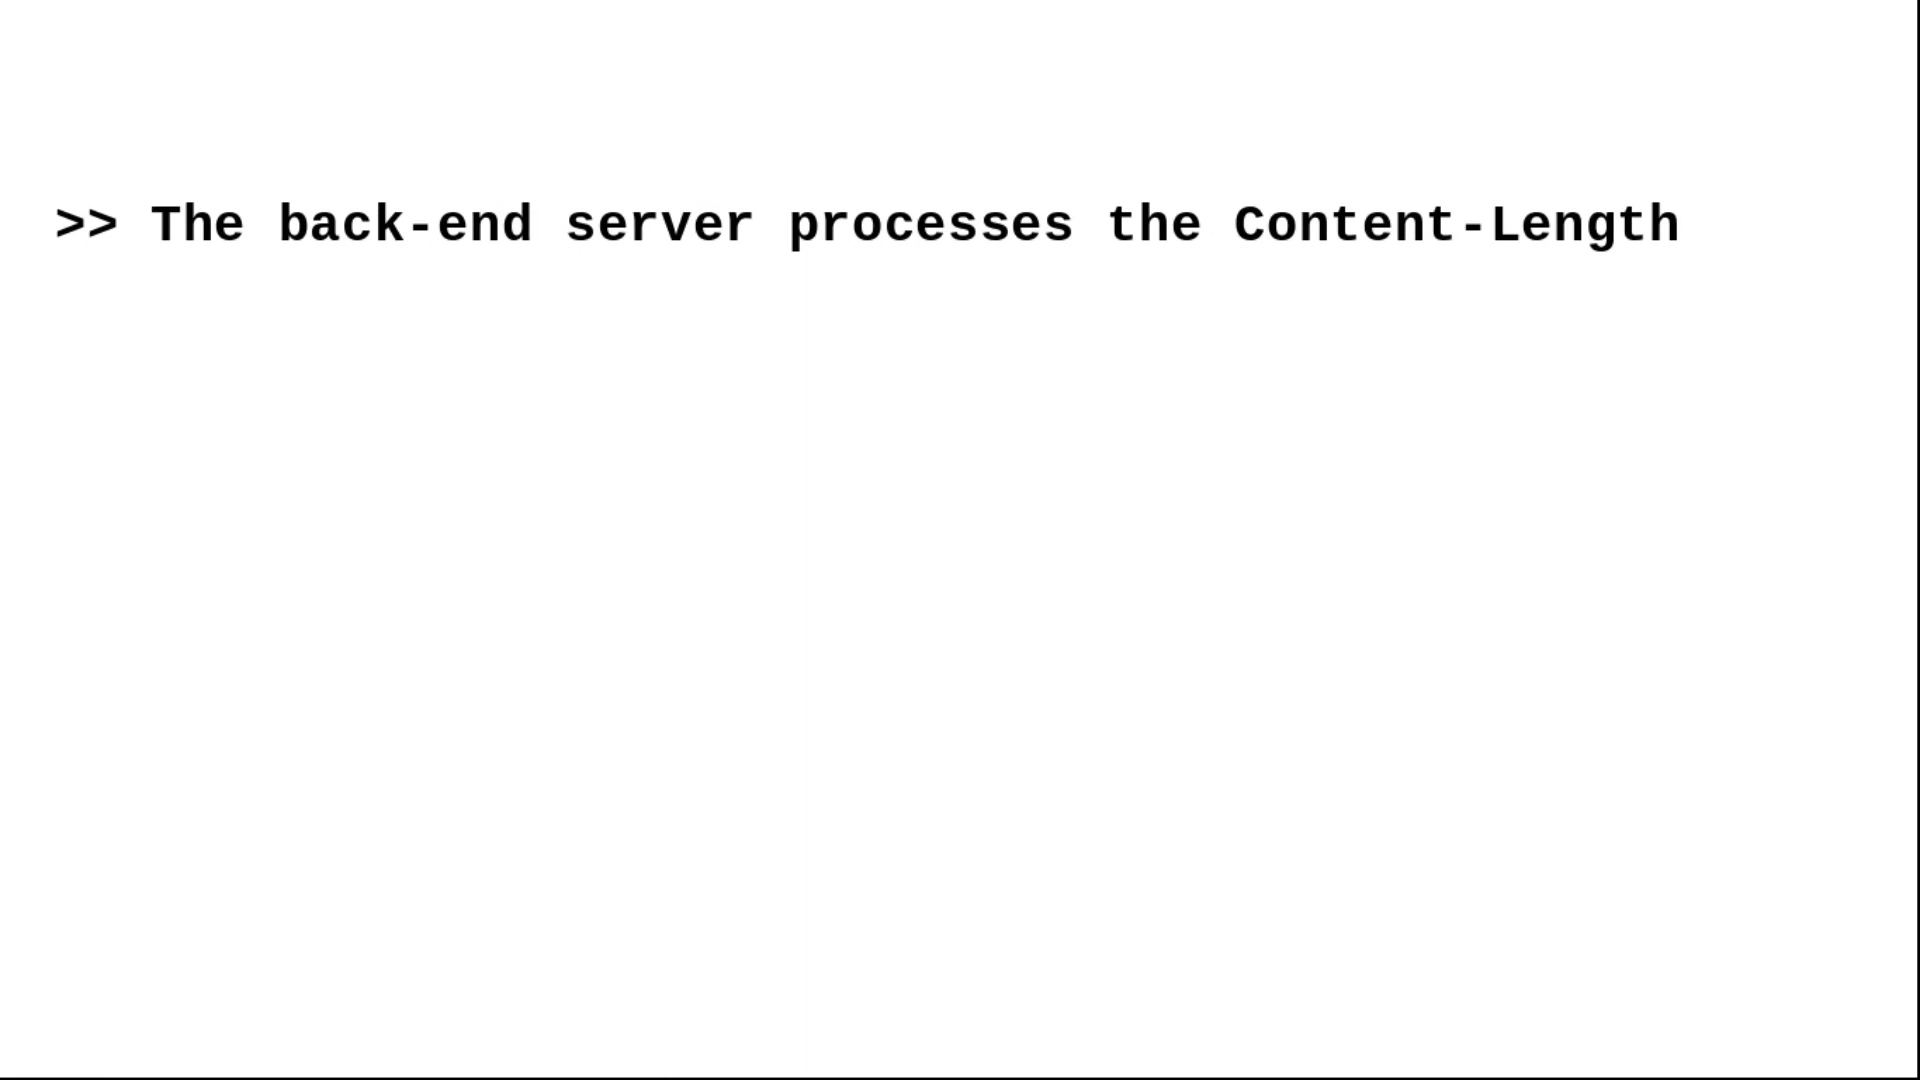 >> The back-end server processes the Content-Length